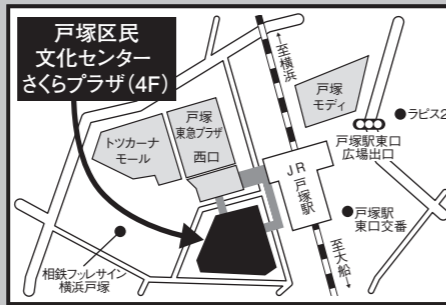 戸塚区民
文化センター
さくらプラザ(4F)
←至横浜
戸塚
モディ
ラピス2
戸塚駅東口
広場出口
戸塚
東急プラザ
西口
トツカーナ
モール
JR戸塚駅
戸塚駅
東口交番
至大船→
相鉄フレッサイン
横浜戸塚